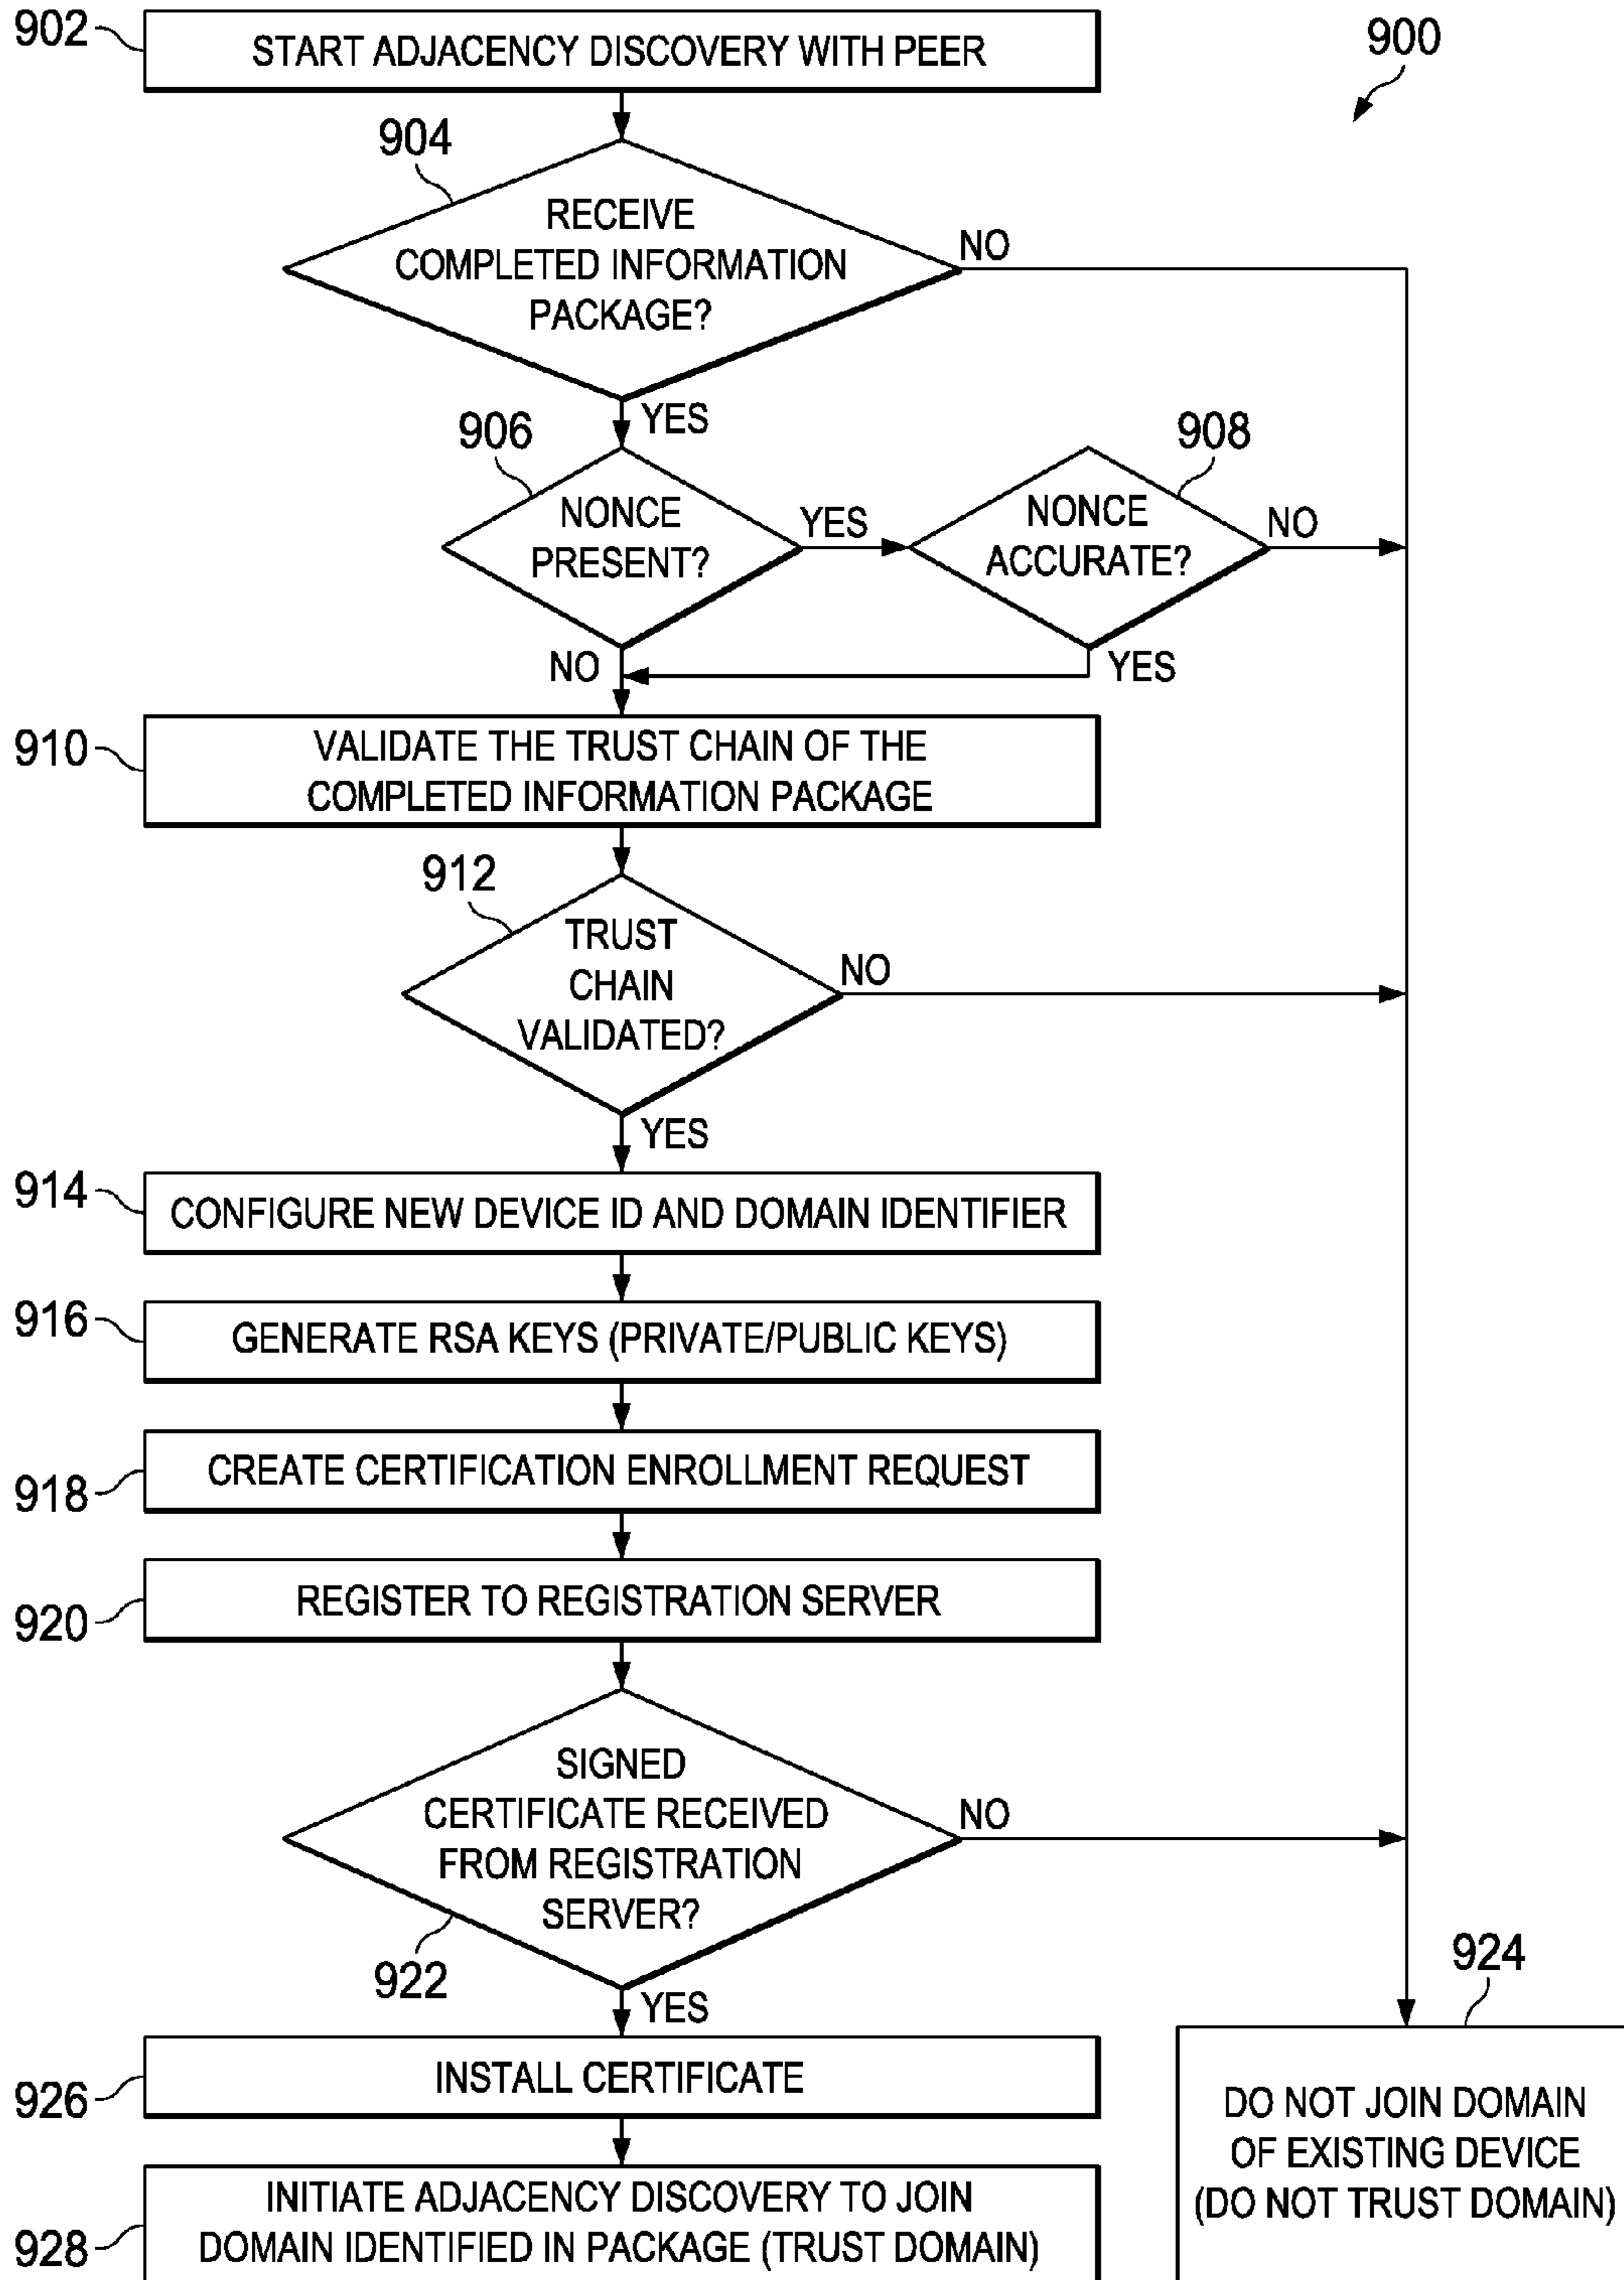 902
START ADJACENCY DISCOVERY WITH PEER
900
904
RECEIVE
COMPLETED INFORMATION
PACKAGE?
NO
YES
906
NONCE
PRESENT?
YES
908
NONCE
ACCURATE?
NO
NO
YES
910
VALIDATE THE TRUST CHAIN OF THE
COMPLETED INFORMATION PACKAGE
912
TRUST
CHAIN
VALIDATED?
NO
YES
914
CONFIGURE NEW DEVICE ID AND DOMAIN IDENTIFIER
916
GENERATE RSA KEYS (PRIVATE/PUBLIC KEYS)
918
CREATE CERTIFICATION ENROLLMENT REQUEST
920
REGISTER TO REGISTRATION SERVER
SIGNED
CERTIFICATE RECEIVED
FROM REGISTRATION
SERVER?
NO
922
YES
924
DO NOT JOIN DOMAIN
OF EXISTING DEVICE
(DO NOT TRUST DOMAIN)
926
INSTALL CERTIFICATE
928
INITIATE ADJACENCY DISCOVERY TO JOIN
DOMAIN IDENTIFIED IN PACKAGE (TRUST DOMAIN)